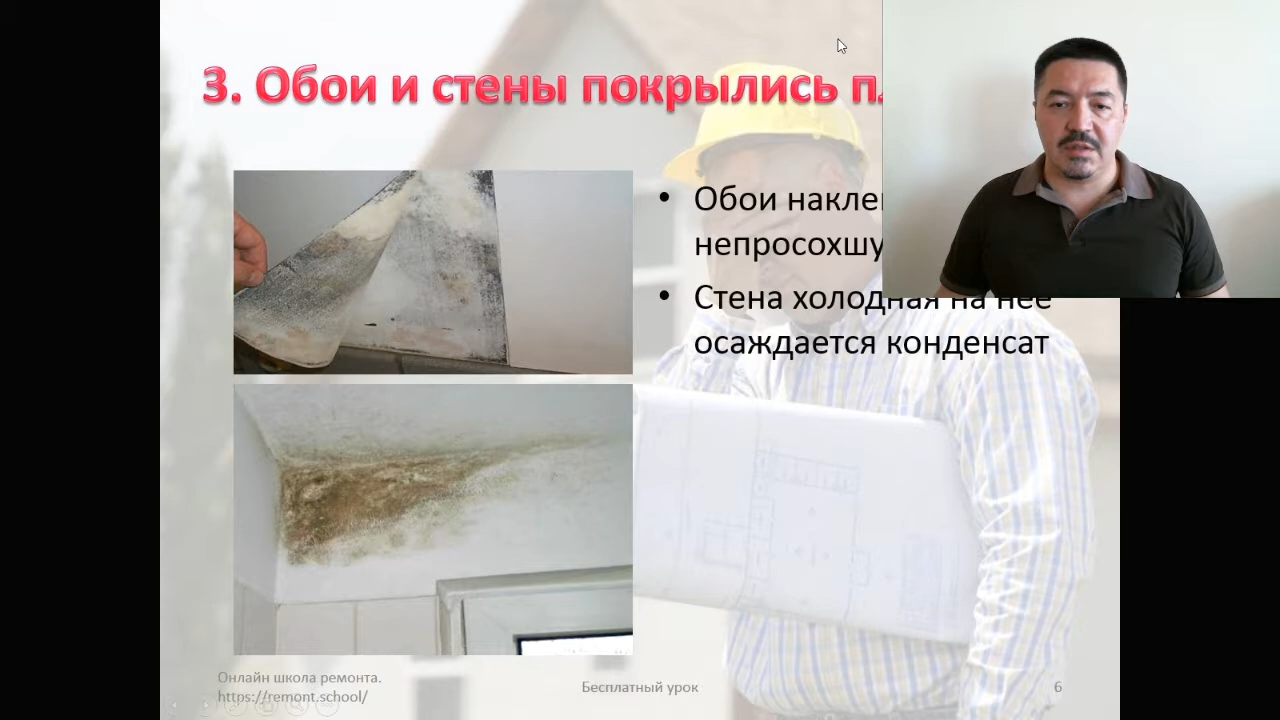 3. Обои и стены покрылись
Обои
непросохшу
Стена холодная на нее
осаждается конденсат
Онлайн школа ремонта.
https://remont.school/
Бесплатный урок
6